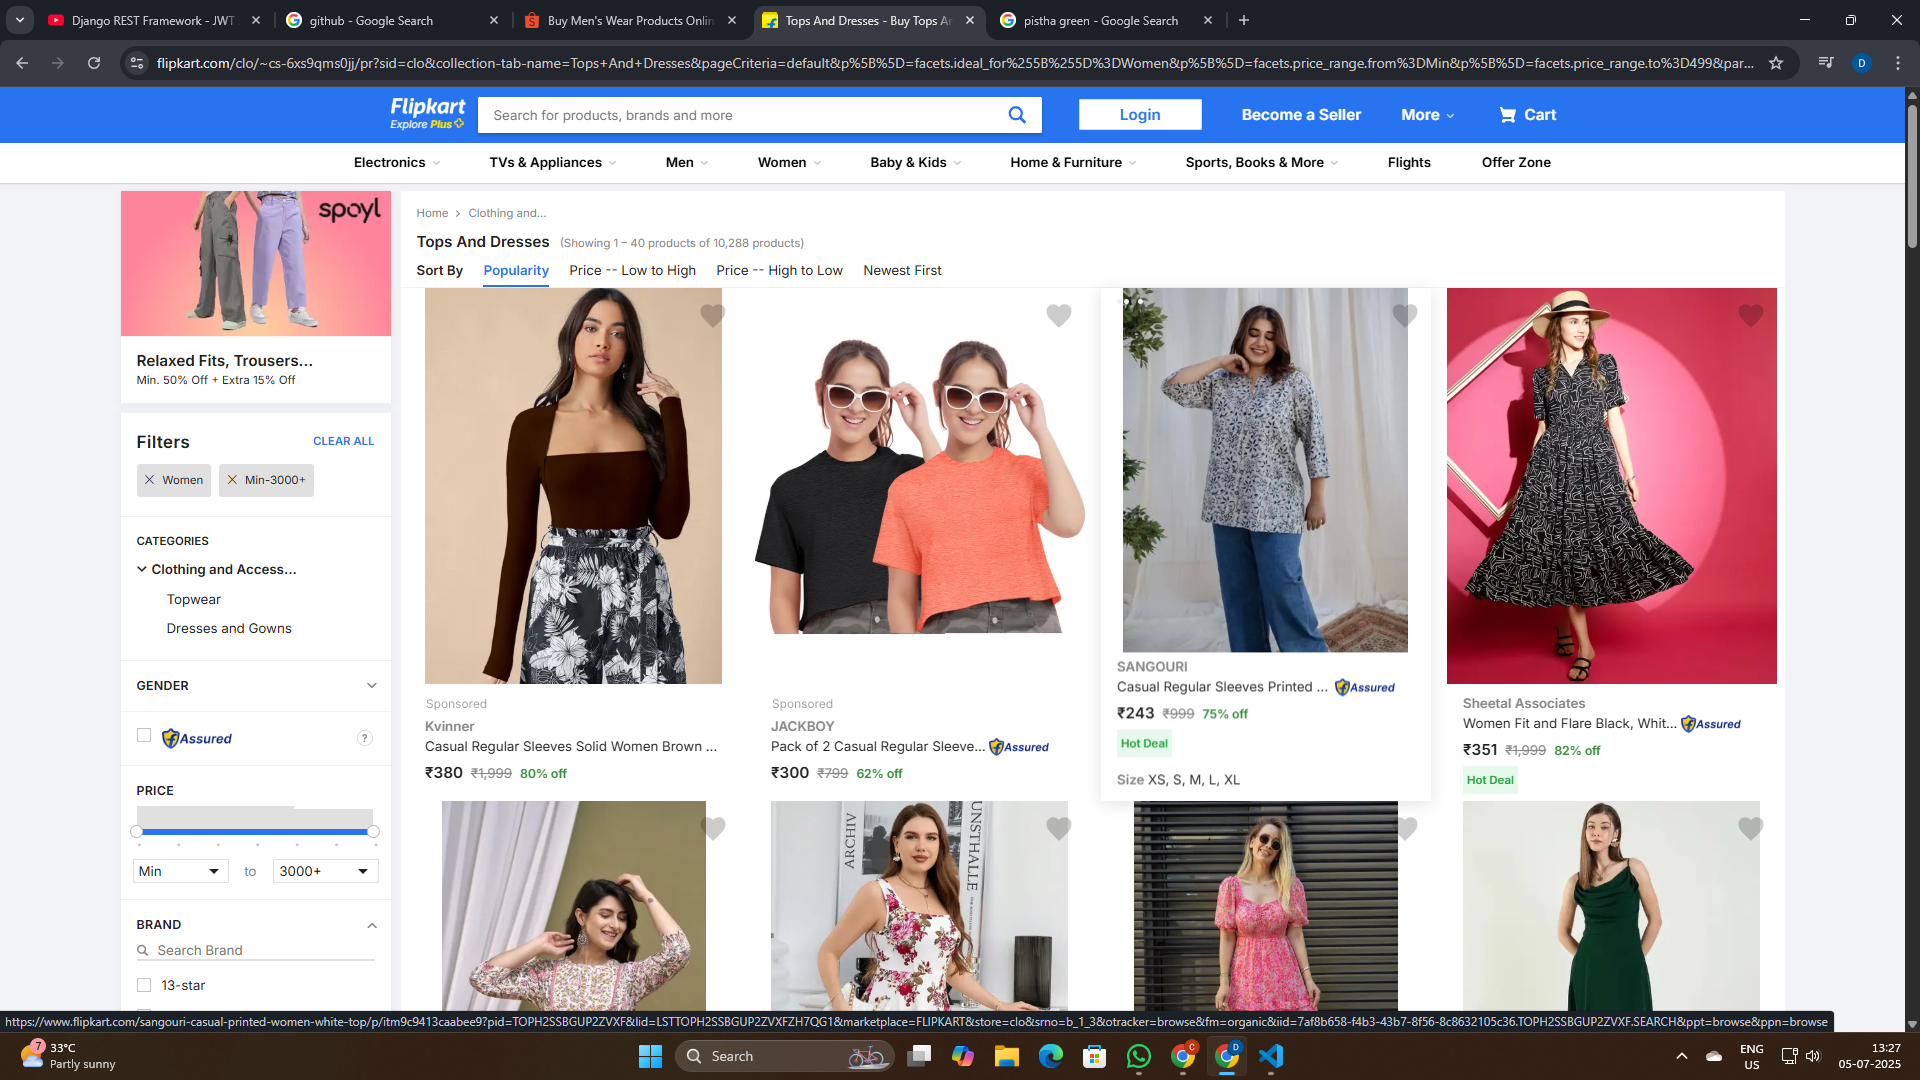 Django REST Framework - JWT
github - Google Search
Buy Men's Wear Products Onlin
Tops And Dresses - Buy Tops Ar
pistha green - Google Search
flipkart.com/clo/~cs-6xs9qms0jj/pr?sid=clo&collection-tab-name=Tops+And+Dresses&pageCriteria=default&p%5B%5D=facets.ideal_for%255B%255D%3DWomen&p%5B%5D=facets.price_range.from%3DMin&p%5B%5D=facets.price_range.to%3D499&par...
D
Flipkart
Explore Plus
Search for products, brands and more
Login
Become a Seller
More
Cart
Electronics
TVs & Appliances
Men
Women
Baby & Kids
Home & Furniture
Sports, Books & More
Flights
Offer Zone
spoyl
Relaxed Fits, Trousers...
Min. 50% Off + Extra 15% Off
Filters
CLEAR ALL
Women
Min-3000+
CATEGORIES
Clothing and Access...
Topwear
Dresses and Gowns
GENDER
Assured
?
PRICE
Min
to
3000+
BRAND
Search Brand
13-star
Home
Clothing and...
Tops And Dresses (Showing 1 – 40 products of 10,288 products)
Sort By
Popularity
Price -- Low to High
Price -- High to Low
Newest First
Sponsored
Kvinner
Casual Regular Sleeves Solid Women Brown ...
₹380 ₹1,999 80% off
Sponsored
JACKBOY
Pack of 2 Casual Regular Sleeve... Assured
₹300 ₹799 62% off
SANGOURI
Casual Regular Sleeves Printed ... Assured
₹243 ₹999 75% off
Hot Deal
Size XS, S, M, L, XL
Sheetal Associates
Women Fit and Flare Black, Whit... Assured
₹351 ₹1,999 82% off
Hot Deal
ARCHIV
UNSTHALLE
https://www.flipkart.com/sangouri-casual-printed-women-white-top/p/itm9c9413caabee9?pid=TOPH2SSBGUP2ZVXF&lid=LSTTOPH2SSBGUP2ZVXFZH7QG1&marketplace=FLIPKART&store=clo&srno=b_1_3&otracker=browse&fm=organic&iid=7af8b658-f4b3-43b7-8f56-8c8632105c36.TOPH2SSBGUP2ZVXF.SEARCH&ppt=browse&ppn=browse
7
33°C
Partly sunny
Search
C
D
ENG
US
13:27
05-07-2025